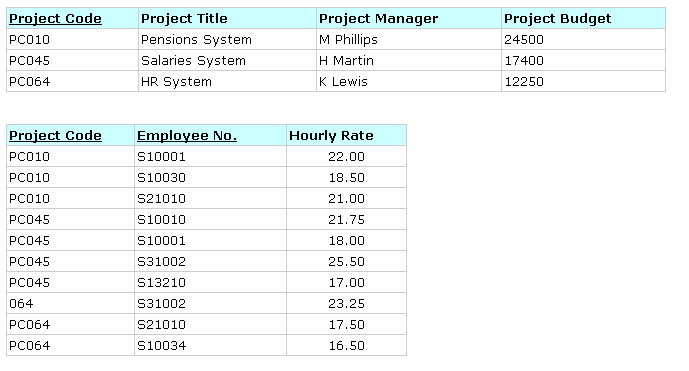 Project Code Project Title Project Manager Project Budget
PC010 Pensions System M Phillips 24500
PC045 Salaries System H Martin 17400
PC064 HR System K Lewis 12250
Project Code Employee No. Hourly Rate
PC010 S10001 22.00
PC010 S10030 18.50
PC010 S21010 21.00
PC045 S10010 21.75
PC045 S10001 18.00
PC045 S31002 25.50
PC045 S13210 17.00
064 S31002 23.25
PC064 S21010 17.50
PC064 S10034 16.50